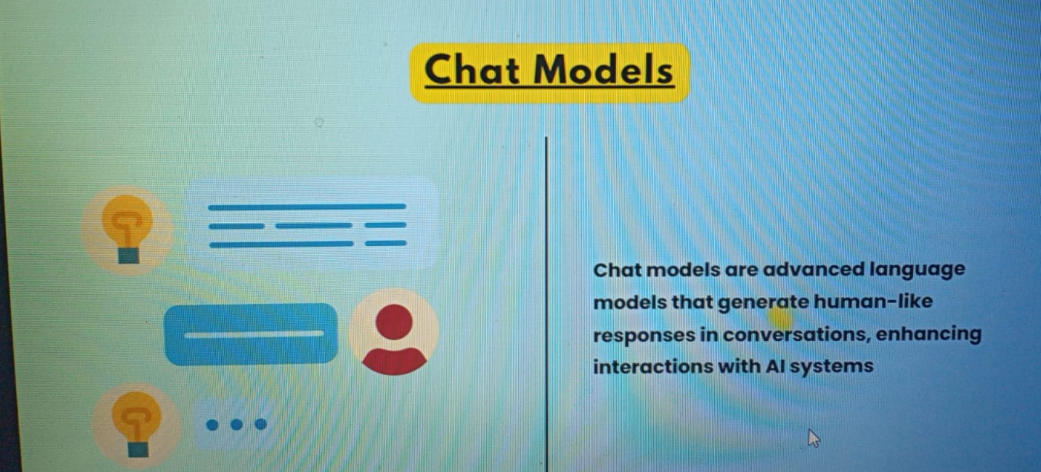 Chat Models
Chat models are advanced language
models that generate human-like
responses in conversations, enhancing
interactions with AI systems